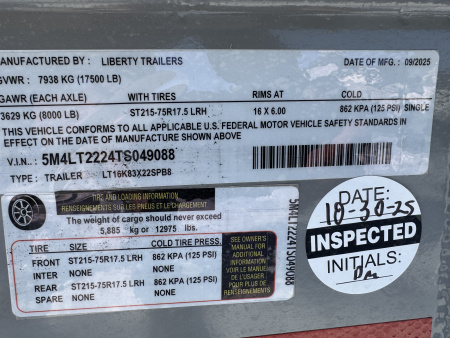 MANUFACTURED BY: LIBERTY TRAILERS DATE OF MFG.: 09/2025
GVWR: 7938 KG (17500 LB)
GAWR (EACH AXLE) WITH TIRES RIMS AT COLD INFL. PRESS.
3629 KG (8000 LB) ST215-75R17.5 LRH 16 X 6.00 862 KPA (125 PSI) SINGLE
THIS VEHICLE CONFORMS TO ALL APPLICABLE U.S. FEDERAL MOTOR VEHICLE SAFETY STANDARDS IN
EFFECT ON THE DATE OF MANUFACTURE SHOWN ABOVE
V.I.N.: 5M4LT2224TS049088
TYPE: TRAILER LT16K83X22SPB8
TIRE AND LOADING INFORMATION
RENSEIGNEMENTS SUR LES PNEUS ET LE CHARGEMENT
The weight of cargo should never exceed
5,885 kg or 12975 lbs.
TIRE SIZE COLD TIRE PRESS.
FRONT ST215-75R17.5 LRH 862 KPA (125 PSI)
INTER NONE NONE
REAR ST215-75R17.5 LRH 862 KPA (125 PSI)
SPARE NONE NONE
SEE OWNER'S
MANUAL FOR
ADDITIONAL
INFORMATION
VOIR LE MANUEL
DE L'USAGER
POUR PLUS DE
RENSEIGNEMENTS
5M4LT2224TS049088
DATE:
10-30-25
INSPECTED
INITIALS: